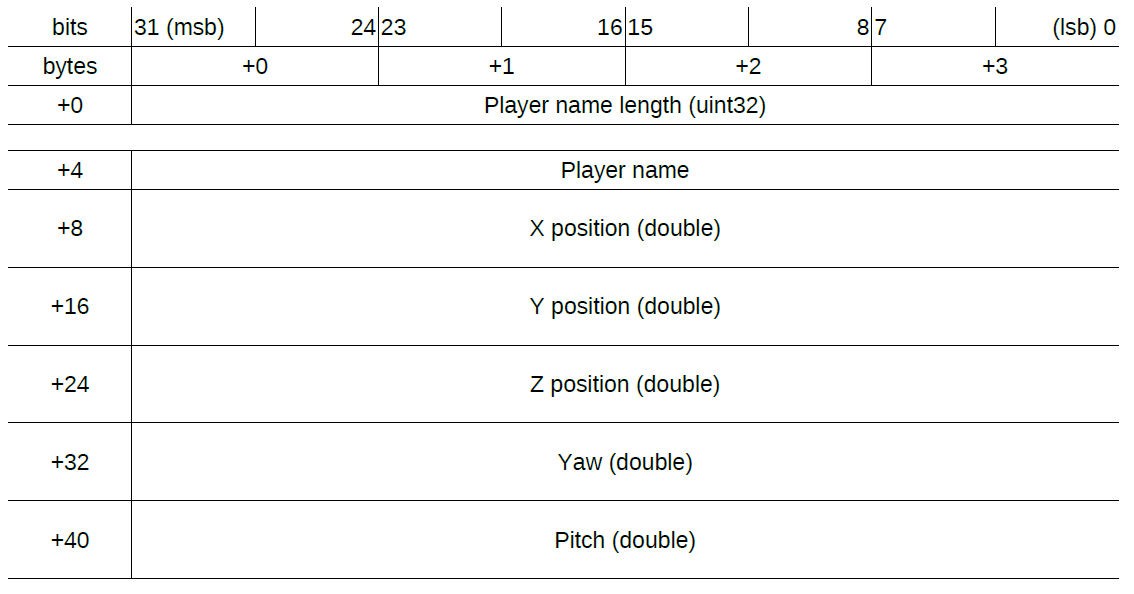 bits 31 (msb) 24 23 16 15 8 7 (lsb) 0
bytes +0 +1 +2 +3
+0 Player name length (uint32)
+4 Player name
+8 X position (double)
+16 Y position (double)
+24 Z position (double)
+32 Yaw (double)
+40 Pitch (double)